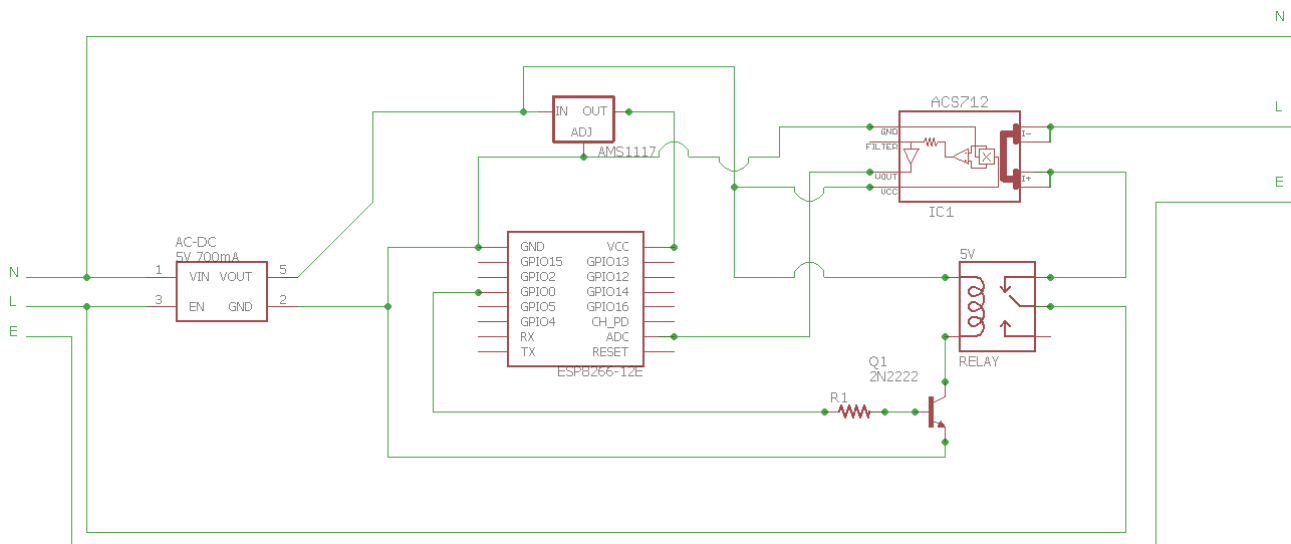 N
L
E
N
L
E
AC-DC
5V 700mA
1
VIN
VOUT
5
3
EN
GND
2
IN
OUT
ADJ
AMS1117
GND
VCC
GPIO15
GPIO13
GPIO2
GPIO12
GPIO0
GPIO14
GPIO5
GPIO16
GPIO4
CH_PD
RX
ADC
TX
RESET
ESP8266-12E
ACS712
GND
FILTER
VOUT
VCC
I-
I+
IC1
5V
RELAY
Q1
2N2222
R1